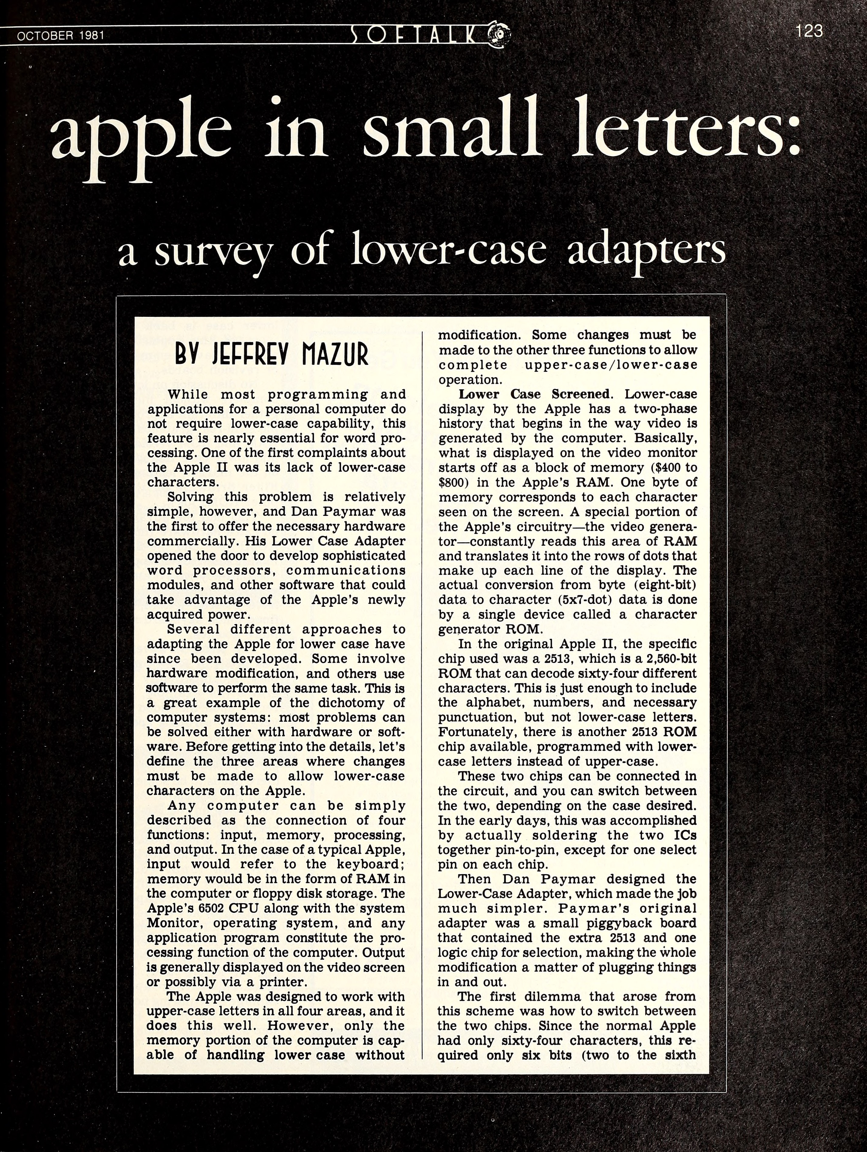 OCTOBER 1981
SOFTALK
123
apple in small letters:
a survey of lower-case adapters
BY JEFFREY MAZUR
While most programming and
applications for a personal computer do
not require lower-case capability, this
feature is nearly essential for word pro-
cessing. One of the first complaints about
the Apple II was its lack of lower-case
characters.
Solving this problem is relatively
simple, however, and Dan Paymar was
the first to offer the necessary hardware
commercially. His Lower Case Adapter
opened the door to develop sophisticated
word processors, communications
modules, and other software that could
take advantage of the Apple's newly
acquired power.
Several different approaches to
adapting the Apple for lower case have
since been developed. Some involve
hardware modification, and others use
software to perform the same task. This is
a great example of the dichotomy of
computer systems: most problems can
be solved either with hardware or soft-
ware. Before getting into the details, let's
define the three areas where changes
must be made to allow lower-case
characters on the Apple.
Any computer can be simply
described as the connection of four
functions: input, memory, processing,
and output. In the case of a typical Apple,
input would refer to the keyboard;
memory would be in the form of RAM in
the computer or floppy disk storage. The
Apple's 6502 CPU along with the system
Monitor, operating system, and any
application program constitute the pro-
cessing function of the computer. Output
is generally displayed on the video screen
or possibly via a printer.
The Apple was designed to work with
upper-case letters in all four areas, and it
does this well. However, only the
memory portion of the computer is cap-
able of handling lower case without
modification. Some changes must be
made to the other three functions to allow
complete upper-case/lower-case
operation.
Lower Case Screened. Lower-case
display by the Apple has a two-phase
history that begins in the way video is
generated by the computer. Basically,
what is displayed on the video monitor
starts off as a block of memory ($400 to
$800) in the Apple's RAM. One byte of
memory corresponds to each character
seen on the screen. A special portion of
the Apple's circuitry—the video genera-
tor—constantly reads this area of RAM
and translates it into the rows of dots that
make up each line of the display. The
actual conversion from byte (eight-bit)
data to character (5x7-dot) data is done
by a single device called a character
generator ROM.
In the original Apple II, the specific
chip used was a 2513, which is a 2,560-bit
ROM that can decode sixty-four different
characters. This is just enough to include
the alphabet, numbers, and necessary
punctuation, but not lower-case letters.
Fortunately, there is another 2513 ROM
chip available, programmed with lower-
case letters instead of upper-case.
These two chips can be connected in
the circuit, and you can switch between
the two, depending on the case desired.
In the early days, this was accomplished
by actually soldering the two ICs
together pin-to-pin, except for one select
pin on each chip.
Then Dan Paymar designed the
Lower-Case Adapter, which made the job
much simpler. Paymar's original
adapter was a small piggyback board
that contained the extra 2513 and one
logic chip for selection, making the whole
modification a matter of plugging things
in and out.
The first dilemma that arose from
this scheme was how to switch between
the two chips. Since the normal Apple
had only sixty-four characters, this re-
quired only six bits (two to the sixth